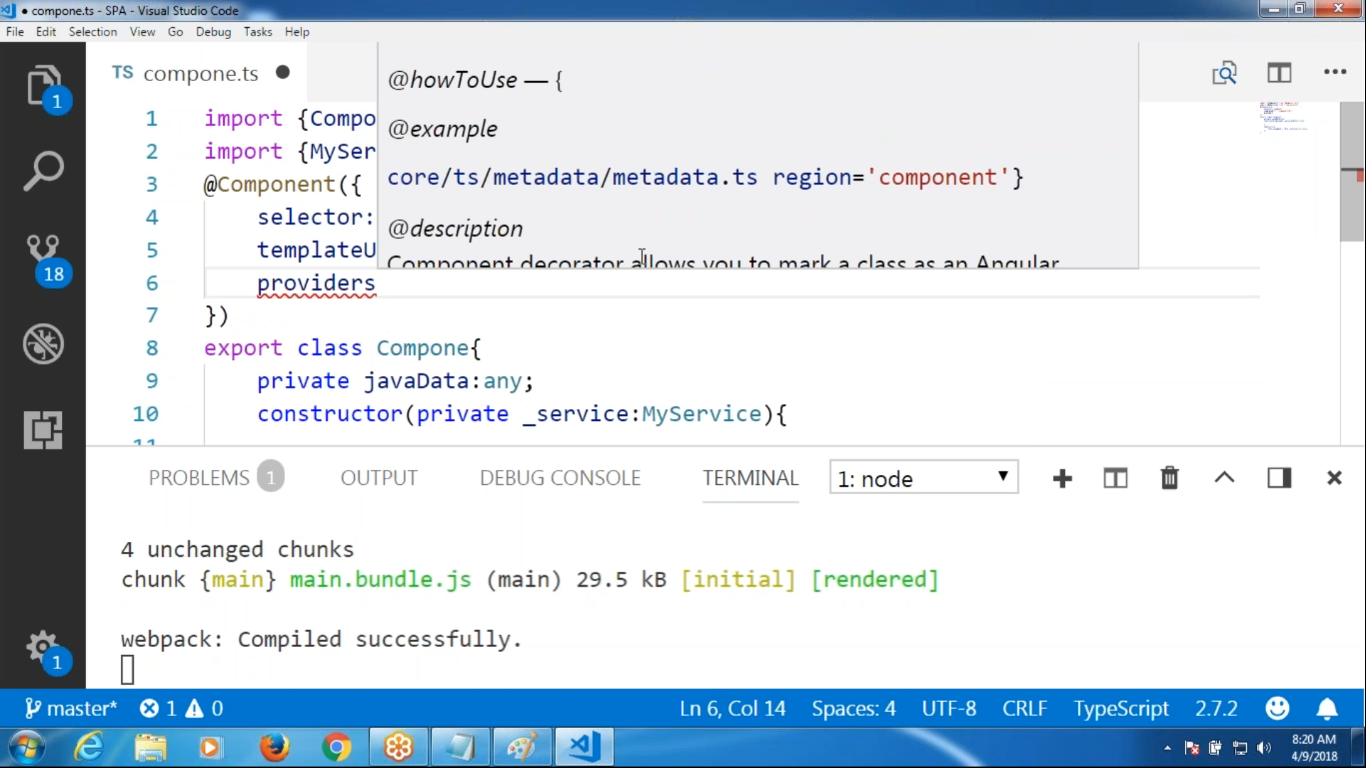 compone.ts - SPA - Visual Studio Code
File Edit Selection View Go Debug Tasks Help
TS compone.ts
@howToUse — {
@example
core/ts/metadata/metadata.ts region='component'}
@description
Component decorator allows you to mark a class as an Angular
1 import {Compo
2 import {MySer
3 @Component({
4 selector:
5 templateU
6 providers
7 })
8 export class Compone{
9 private javaData:any;
10 constructor(private _service:MyService){
11
1
18
1
PROBLEMS 1 OUTPUT DEBUG CONSOLE TERMINAL 1: node
4 unchanged chunks
chunk {main} main.bundle.js (main) 29.5 kB [initial] [rendered]
webpack: Compiled successfully.
master* 1 0 Ln 6, Col 14 Spaces: 4 UTF-8 CRLF TypeScript 2.7.2
8:20 AM
4/9/2018